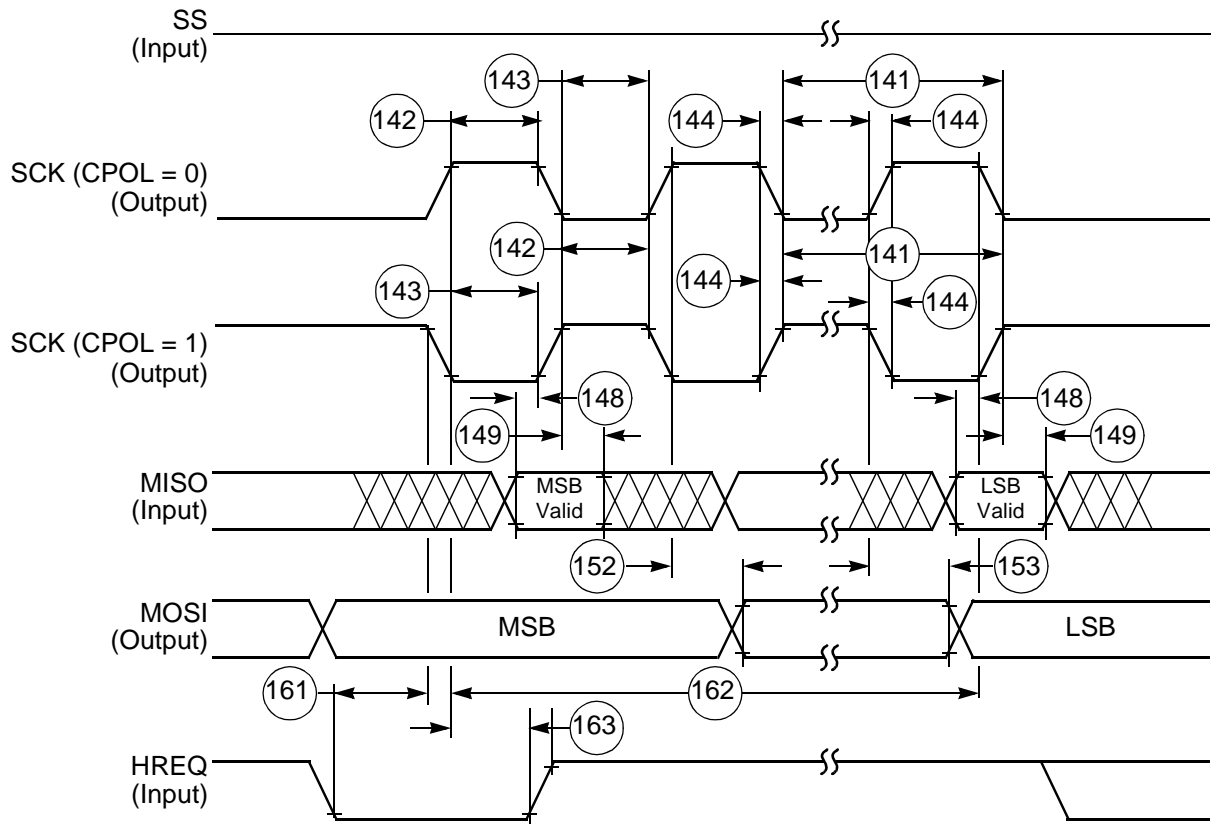 SS
(Input)
143
141
142
144
144
SCK (CPOL = 0)
(Output)
142
141
143
144
144
SCK (CPOL = 1)
(Output)
148
148
149
149
MISO
(Input)
MSB
Valid
LSB
Valid
152
153
MOSI
(Output)
MSB
LSB
161
162
163
HREQ
(Input)